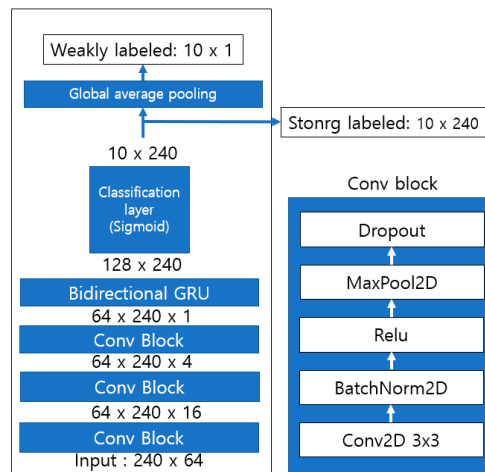 Weakly labeled: 10 x 1
Global average pooling
Stonrg labeled: 10 x 240
10 x 240
Classification
layer
(Sigmoid)
128 x 240
Bidirectional GRU
64 x 240 x 1
Conv Block
64 x 240 x 4
Conv Block
64 x 240 x 16
Conv Block
Input : 240 x 64
Conv block
Dropout
MaxPool2D
Relu
BatchNorm2D
Conv2D 3x3